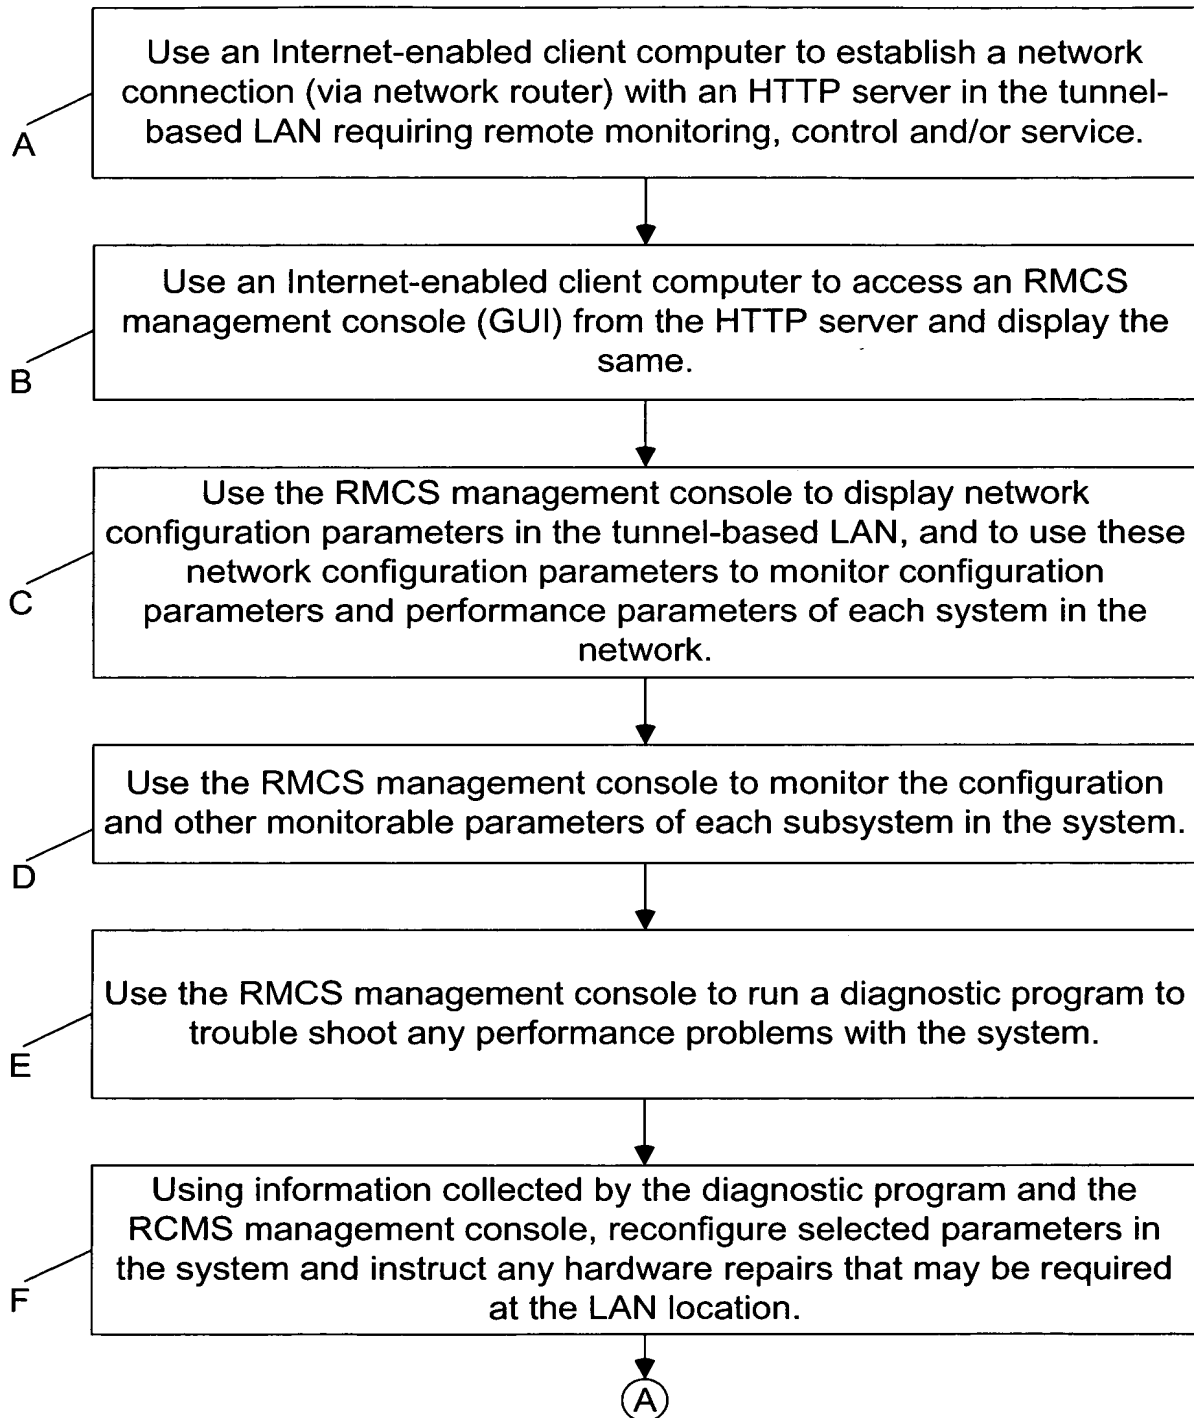 Use an Internet-enabled client computer to establish a network
connection (via network router) with an HTTP server in the tunnel-
based LAN requiring remote monitoring, control and/or service.
A
Use an Internet-enabled client computer to access an RMCS
management console (GUI) from the HTTP server and display the
same.
B
Use the RMCS management console to display network
configuration parameters in the tunnel-based LAN, and to use these
network configuration parameters to monitor configuration
parameters and performance parameters of each system in the
network.
C
Use the RMCS management console to monitor the configuration
and other monitorable parameters of each subsystem in the system.
D
Use the RMCS management console to run a diagnostic program to
trouble shoot any performance problems with the system.
E
Using information collected by the diagnostic program and the
RCMS management console, reconfigure selected parameters in
the system and instruct any hardware repairs that may be required
at the LAN location.
F
A